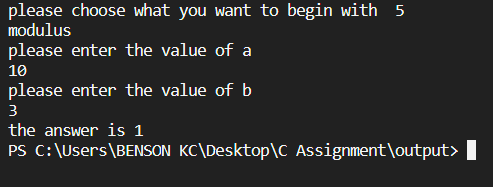 please choose what you want to begin with  5
modulus
please enter the value of a
10
please enter the value of b
3
the answer is 1
PS C:\Users\BENSON KC\Desktop\C Assignment\output>